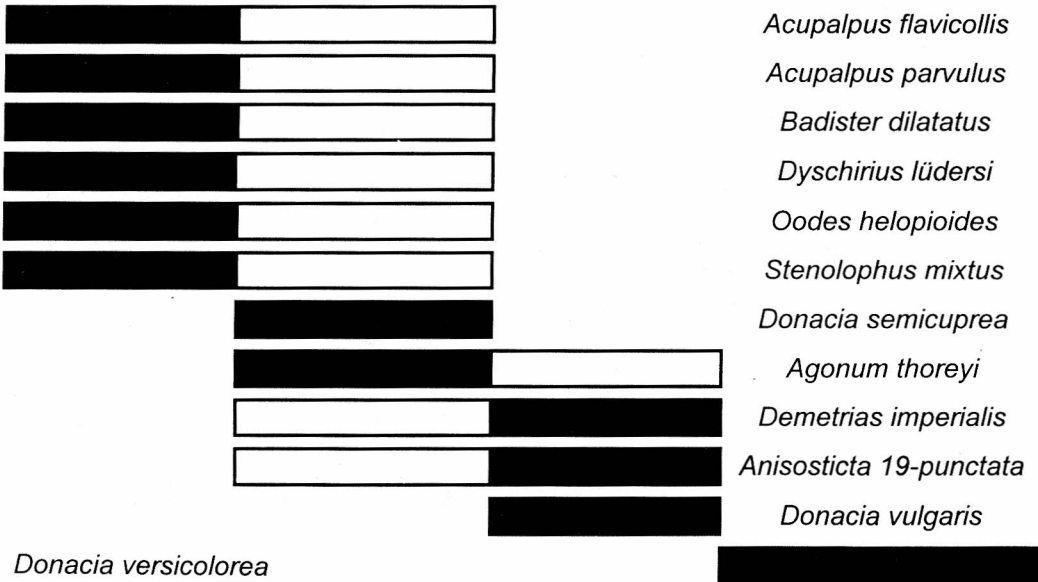 Acupalpus flavicollis
Acupalpus parvulus
Badister dilatatus
Dyschirius lüdersi
Oodes helopioides
Stenolophus mixtus
Donacia semicuprea
Agonum thoreyi
Demetrias imperialis
Anisosticta 19-punctata
Donacia vulgaris
Donacia versicolorea